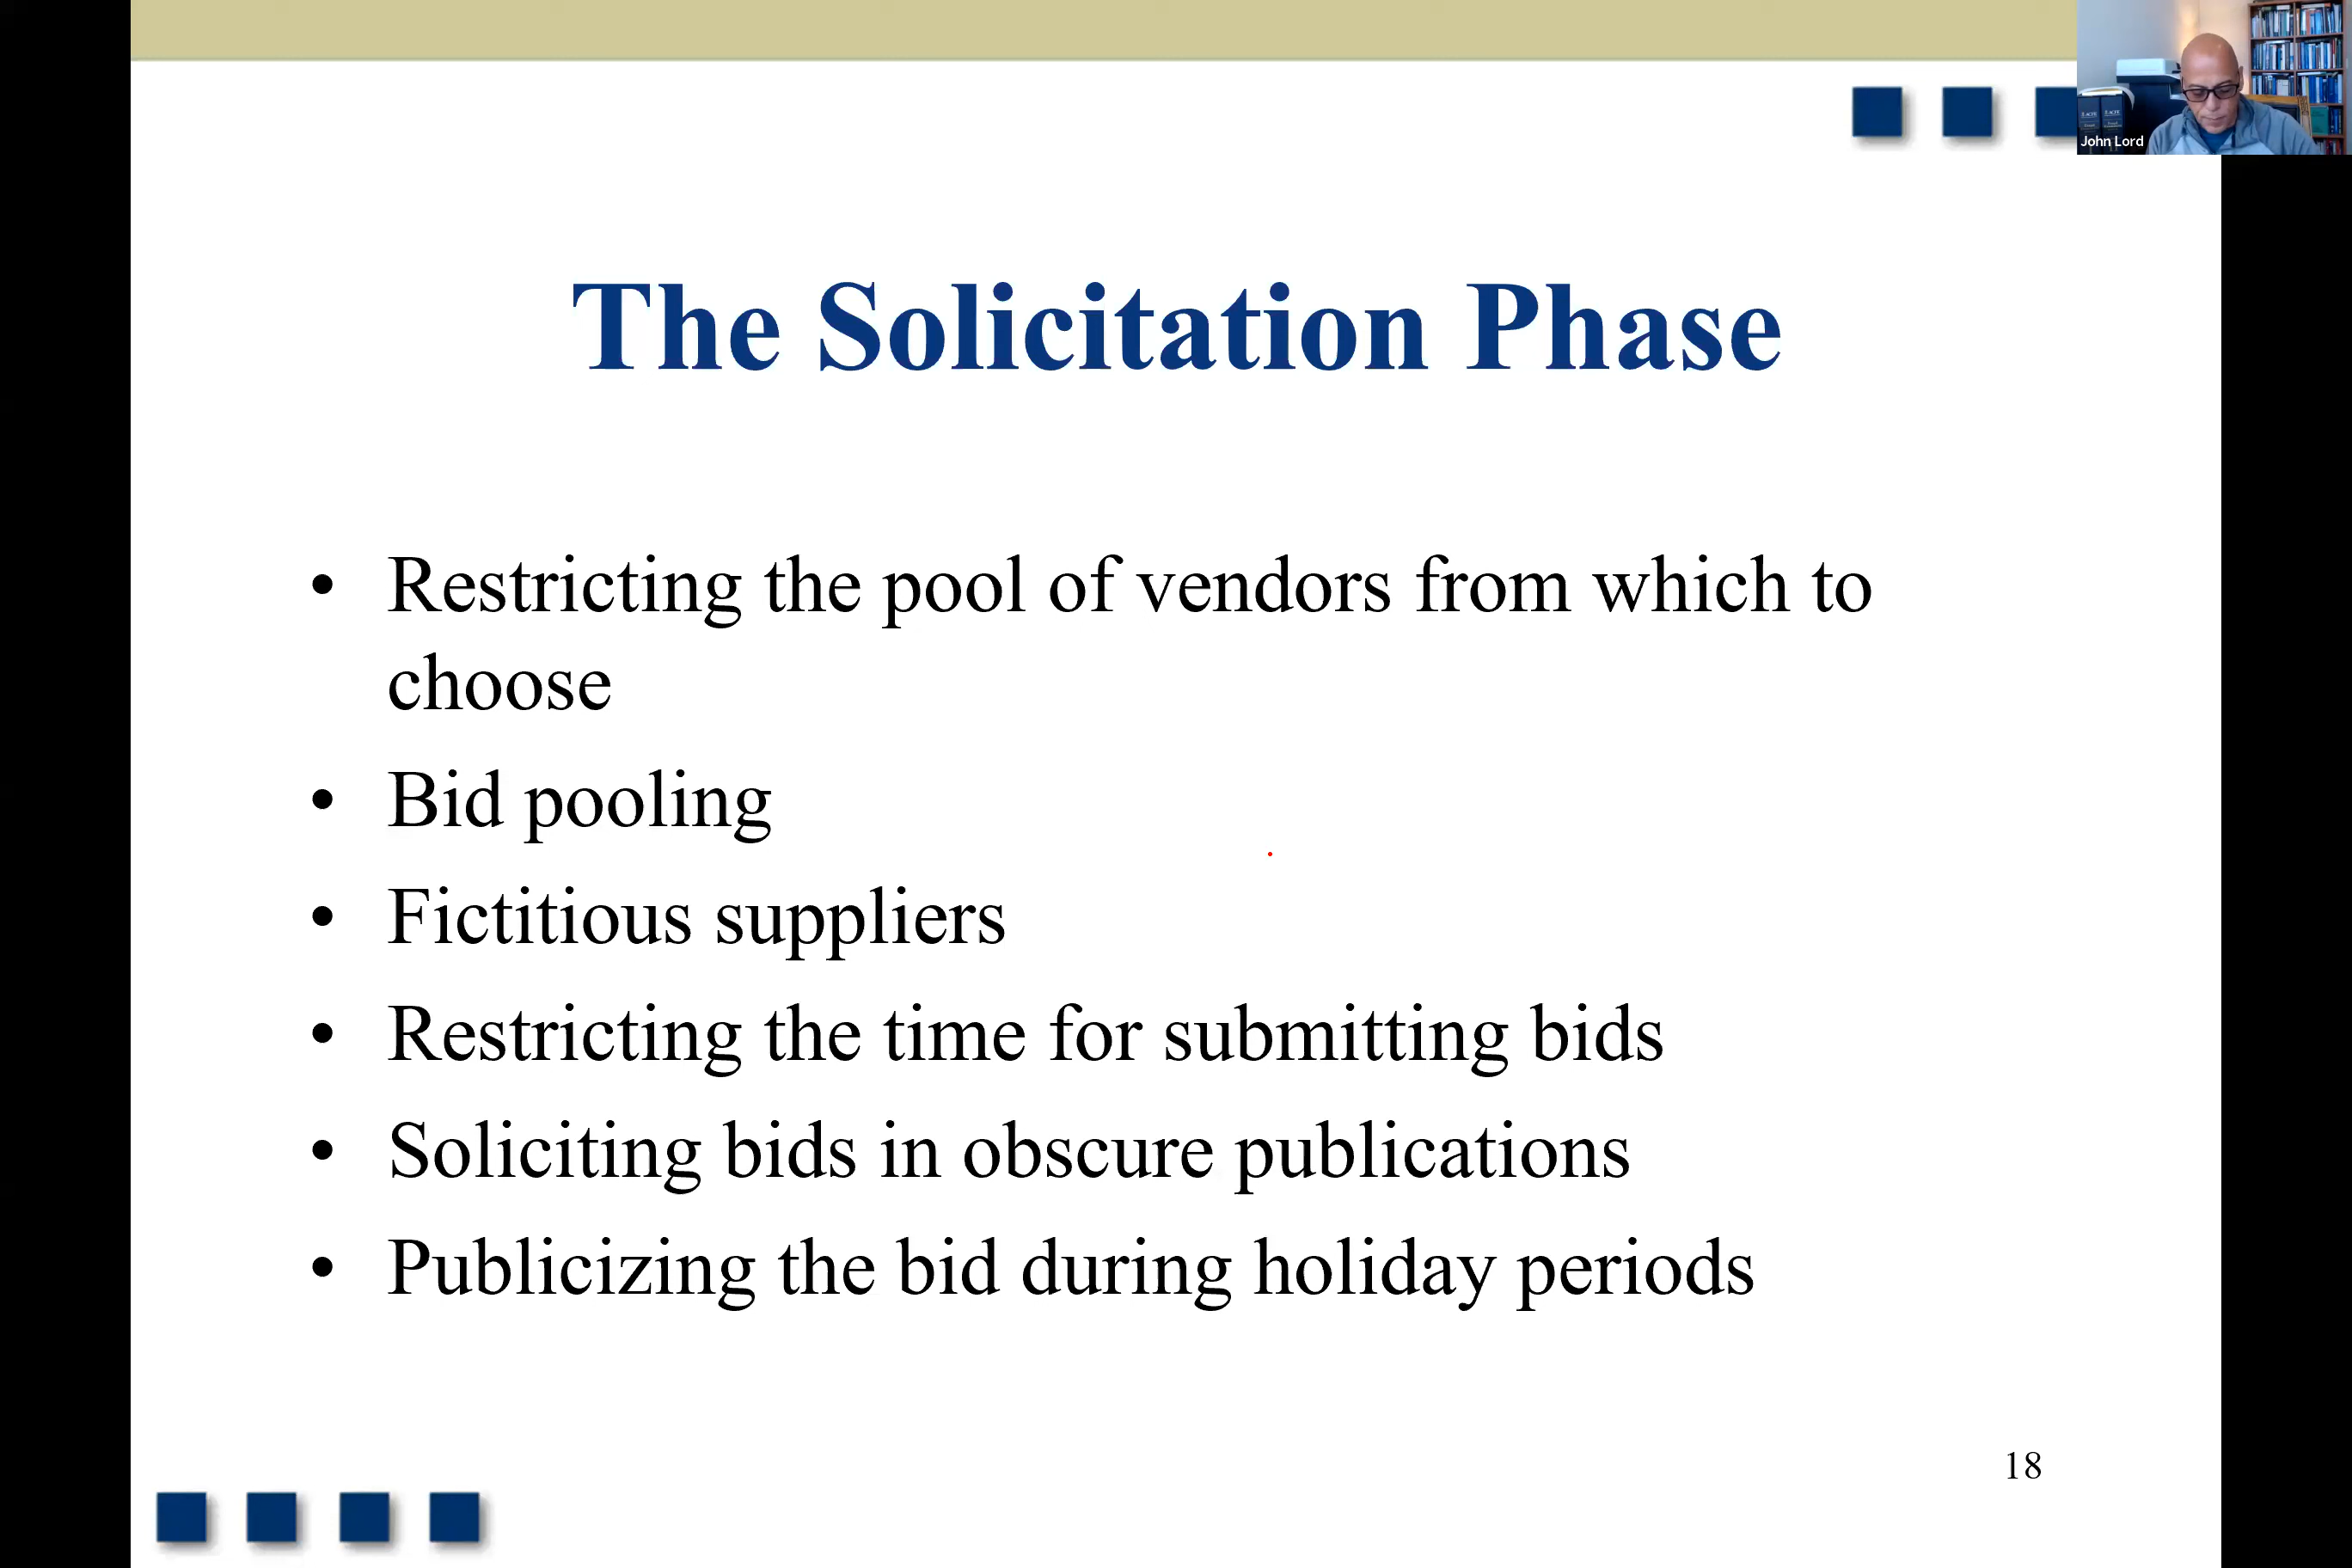 John Lord
The Solicitation Phase
• Restricting the pool of vendors from which to
choose
• Bid pooling
• Fictitious suppliers
• Restricting the time for submitting bids
• Soliciting bids in obscure publications
• Publicizing the bid during holiday periods
18